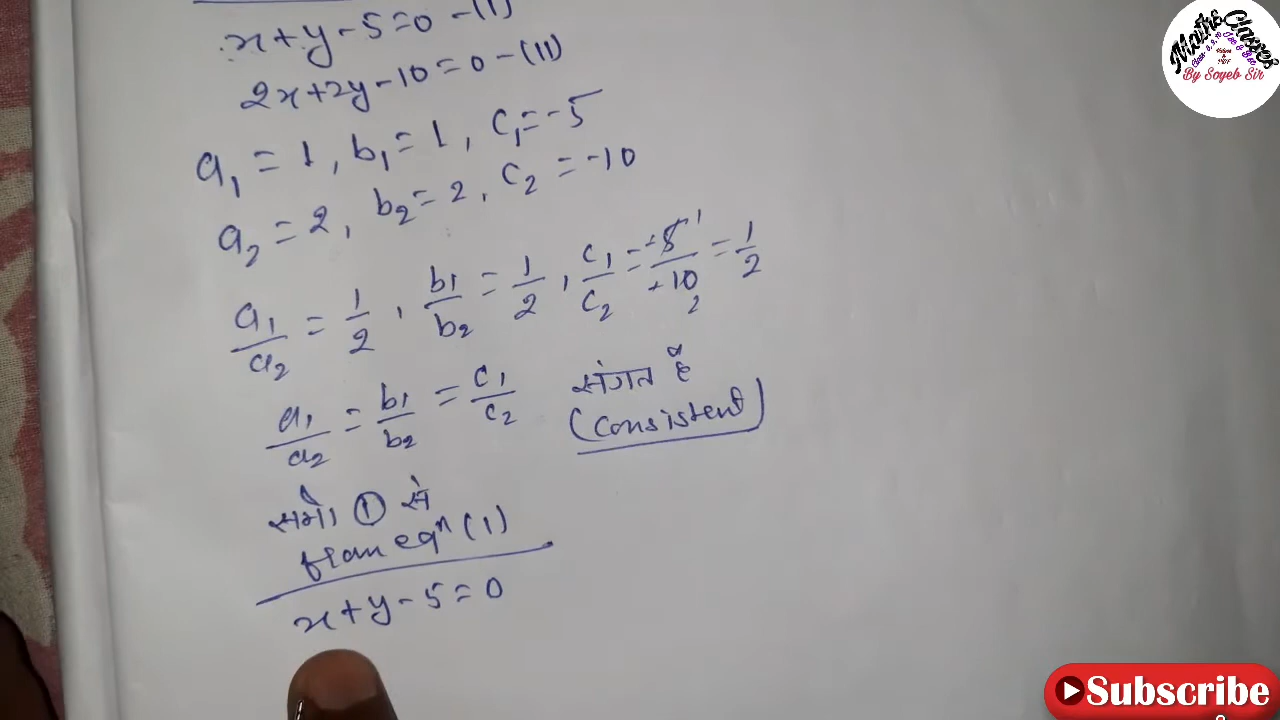 x+y-5=0-(I)
2x+2y-10=0-(II)
a₁=1, b₁=1, c₁=-5
a₂=2, b₂=2, c₂=-10
a₁/a₂=1/2, b₁/b₂=1/2, c₁/c₂=-5/-10=1/2
a₁/a₂=b₁/b₂=c₁/c₂ संगत है
(consistent)
समी० ① से
from eqⁿ (1)
x+y-5=0
Maths Classes
By Soyeb Sir
Subscribe